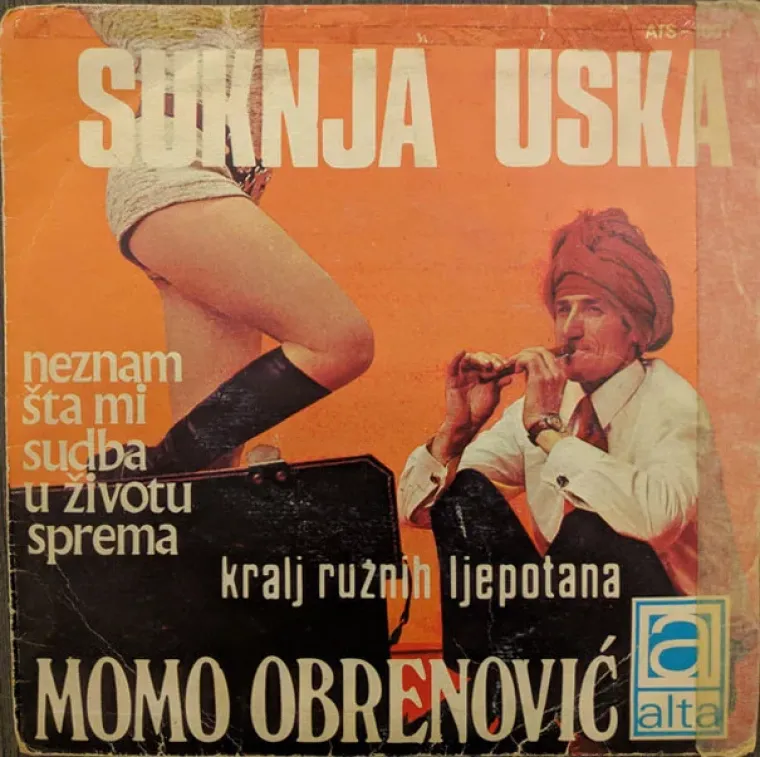 SUKNJA USKA
neznam
šta mi
sudba
u životu
sprema
kralj ružnih ljepotana
MOMO OBRENOVIĆ
a
alta